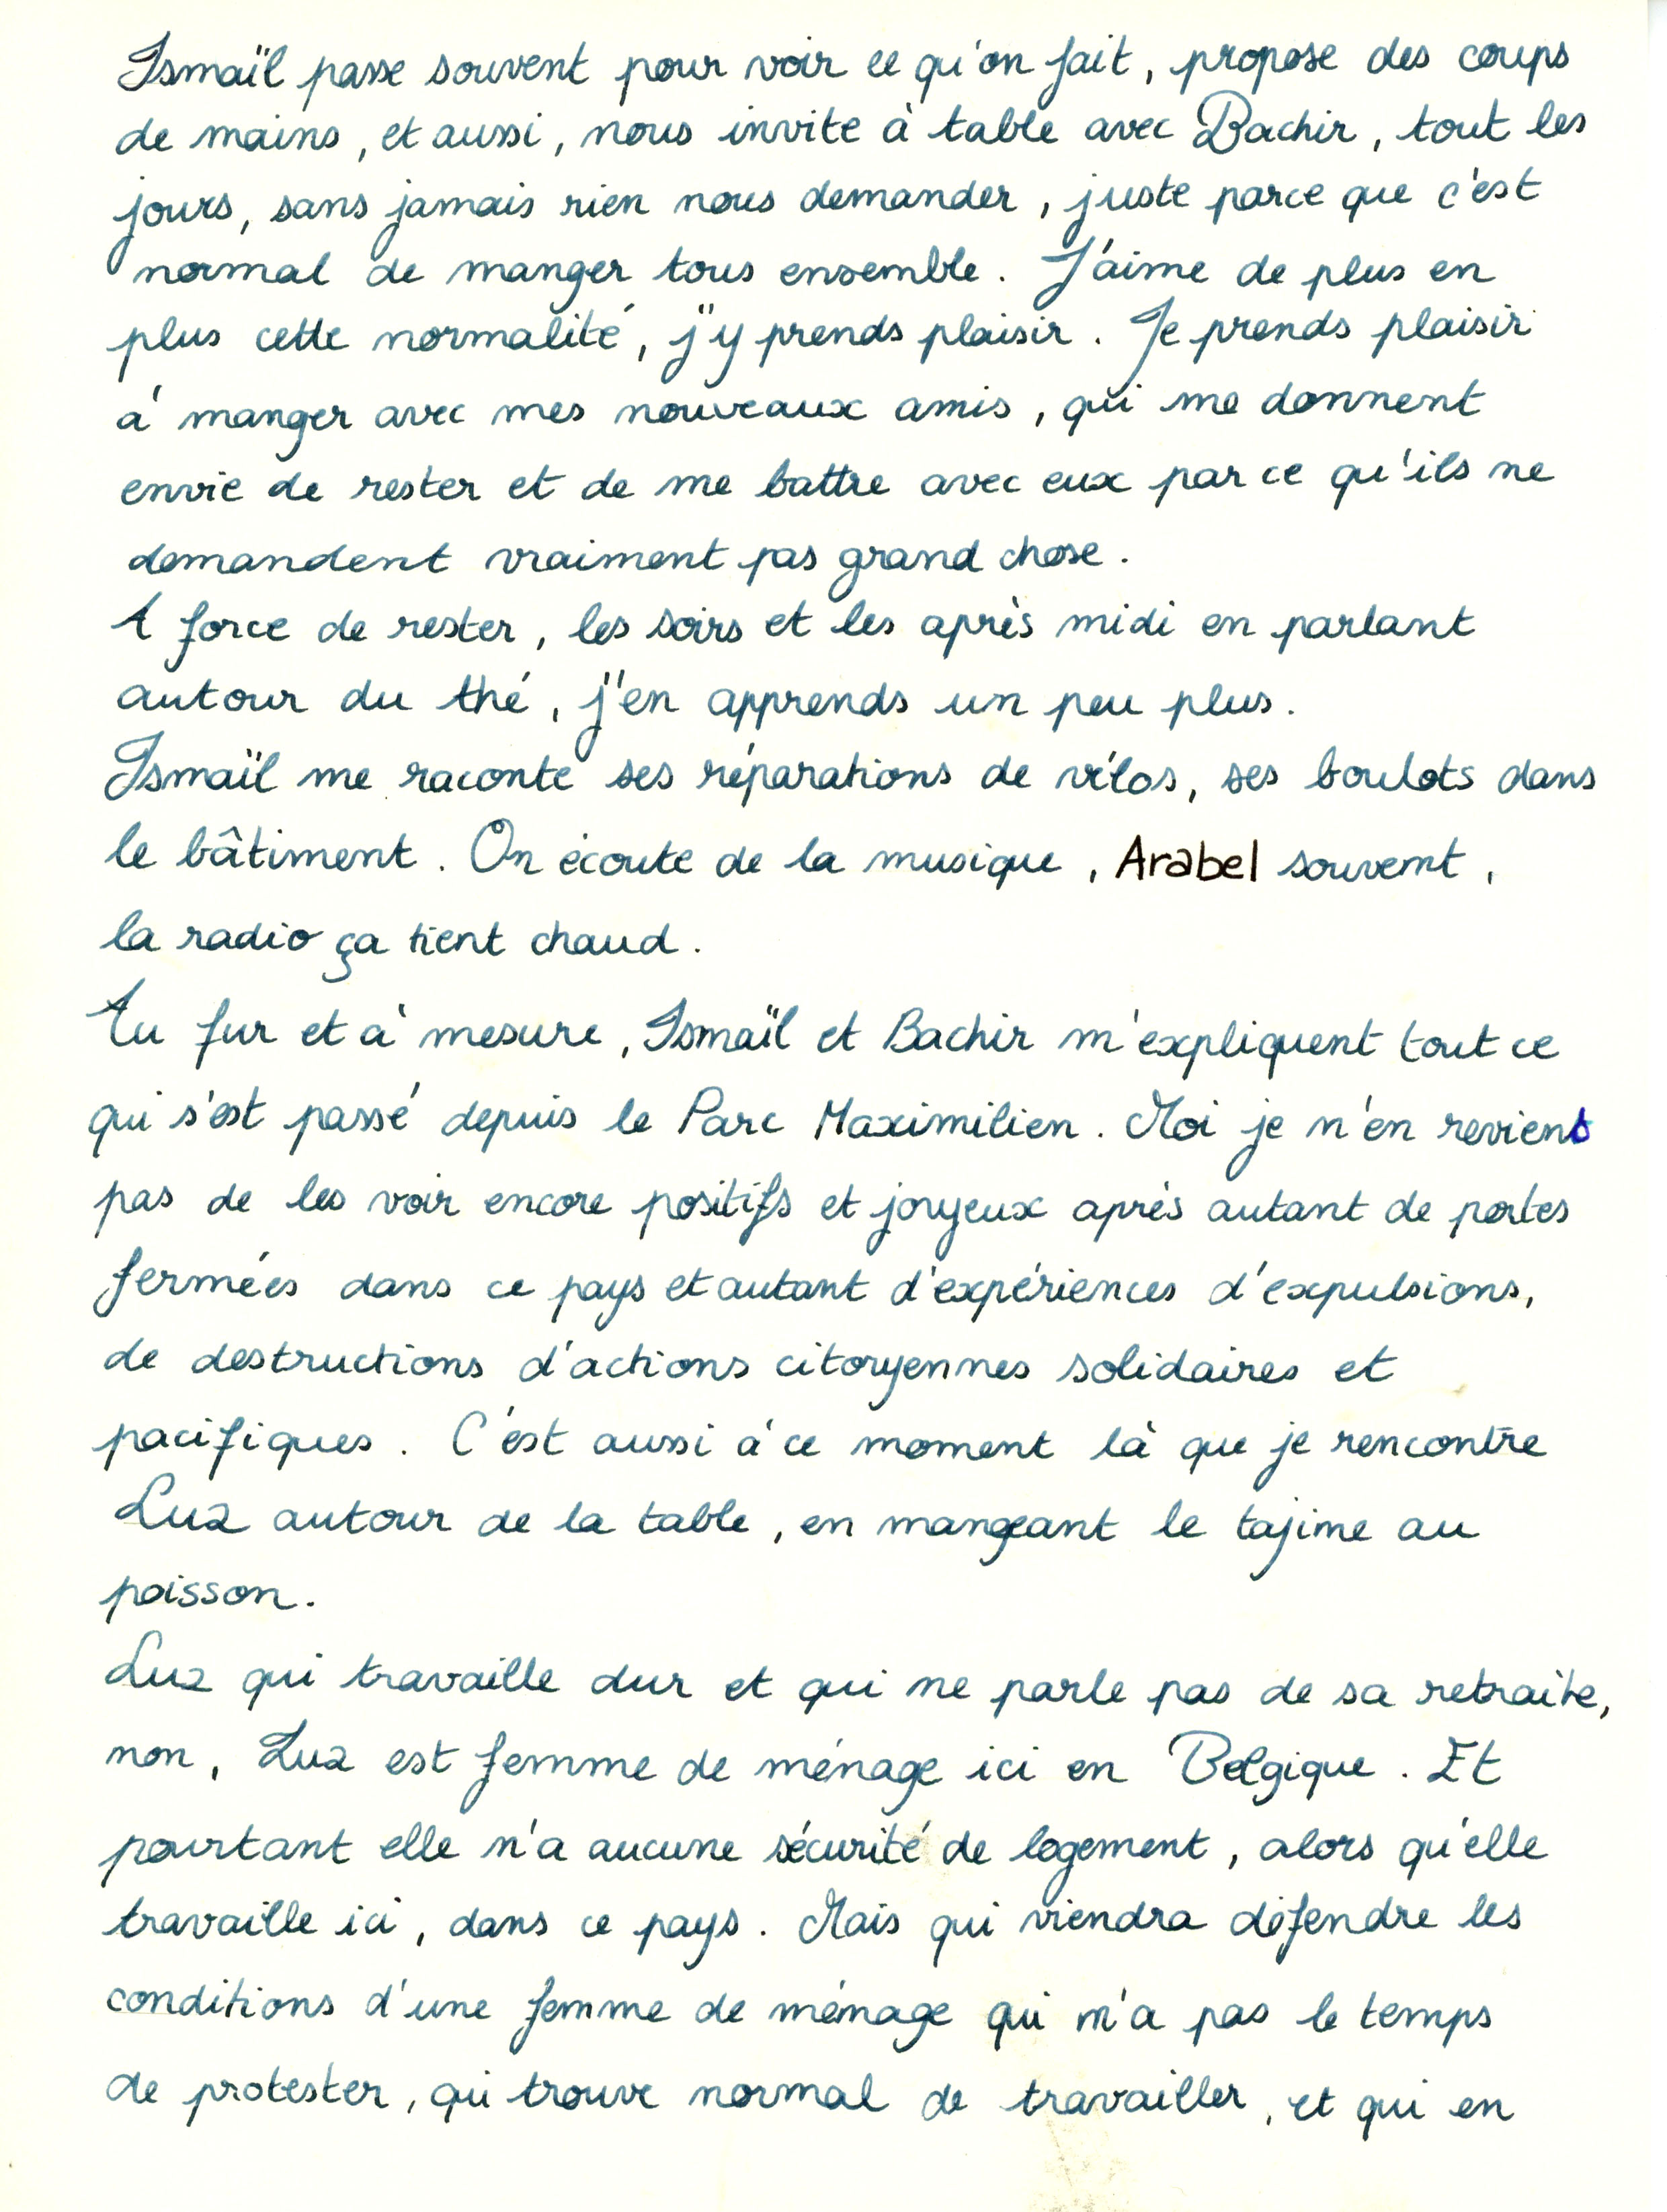 Ismaïl passe souvent pour voir ce qu'on fait, propose des coups
de mains, et aussi, nous invite à table avec Bachir, tout les
jours, sans jamais rien nous demander, juste parce que c'est
normal de manger tous ensemble. J'aime de plus en
plus cette normalité, j'y prends plaisir. Je prends plaisir
à manger avec mes nouveaux amis, qui me donnent
envie de rester et de me battre avec eux parce qu'ils ne
demandent vraiment pas grand chose.
A force de rester, les soirs et les après midi en parlant
autour du thé, j'en apprends un peu plus.
Ismaïl me raconte ses réparations de vélos, ses boulots dans
le bâtiment. On écoute de la musique, Arabel souvent,
la radio ça tient chaud.
Au fur et à mesure, Ismaïl et Bachir m'expliquent tout ce
qui s'est passé depuis le Parc Maximilien. Moi je n'en reviens
pas de les voir encore positifs et joyeux après autant de portes
fermées dans ce pays et autant d'expériences d'expulsions,
de destructions d'actions citoyennes solidaires et
pacifiques. C'est aussi à ce moment là que je rencontre
Luz autour de la table, en mangeant le tajine au
poisson.
Luz qui travaille dur et qui ne parle pas de sa retraite,
non, Luz est femme de ménage ici en Belgique. Et
pourtant elle n'a aucune sécurité de logement, alors qu'elle
travaille ici, dans ce pays. Mais qui viendra défendre les
conditions d'une femme de ménage qui n'a pas le temps
de protester, qui trouve normal de travailler, et qui en